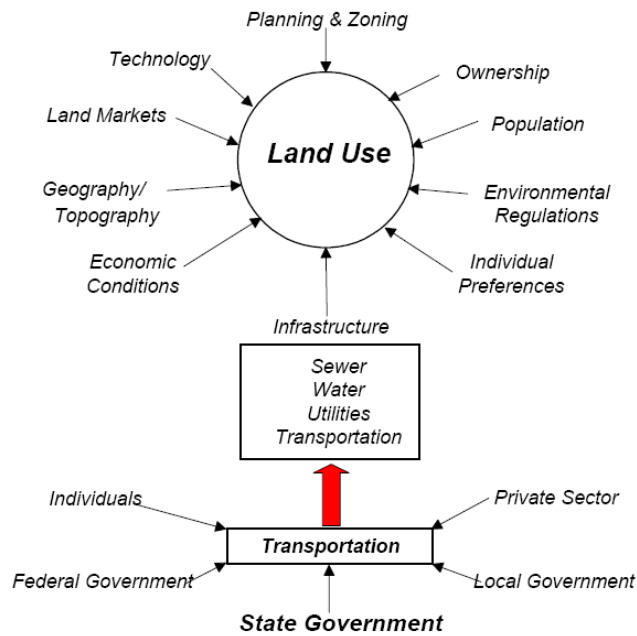 Planning & Zoning
Technology
Ownership
Land Markets
Population
Land Use
Geography/
Topography
Environmental
Regulations
Economic
Conditions
Individual
Preferences
Infrastructure
Sewer
Water
Utilities
Transportation
Individuals
Private Sector
Transportation
Federal Government
Local Government
State Government